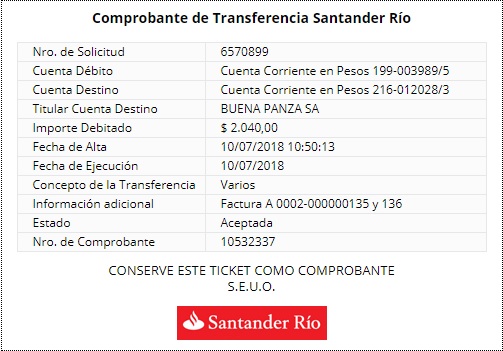 Comprobante de Transferencia Santander Río
Nro. de Solicitud 6570899
Cuenta Débito Cuenta Corriente en Pesos 199-003989/5
Cuenta Destino Cuenta Corriente en Pesos 216-012028/3
Titular Cuenta Destino BUENA PANZA SA
Importe Debitado $ 2.040,00
Fecha de Alta 10/07/2018 10:50:13
Fecha de Ejecución 10/07/2018
Concepto de la Transferencia Varios
Información adicional Factura A 0002-000000135 y 136
Estado Aceptada
Nro. de Comprobante 10532337
CONSERVE ESTE TICKET COMO COMPROBANTE
S.E.U.O.
Santander Río